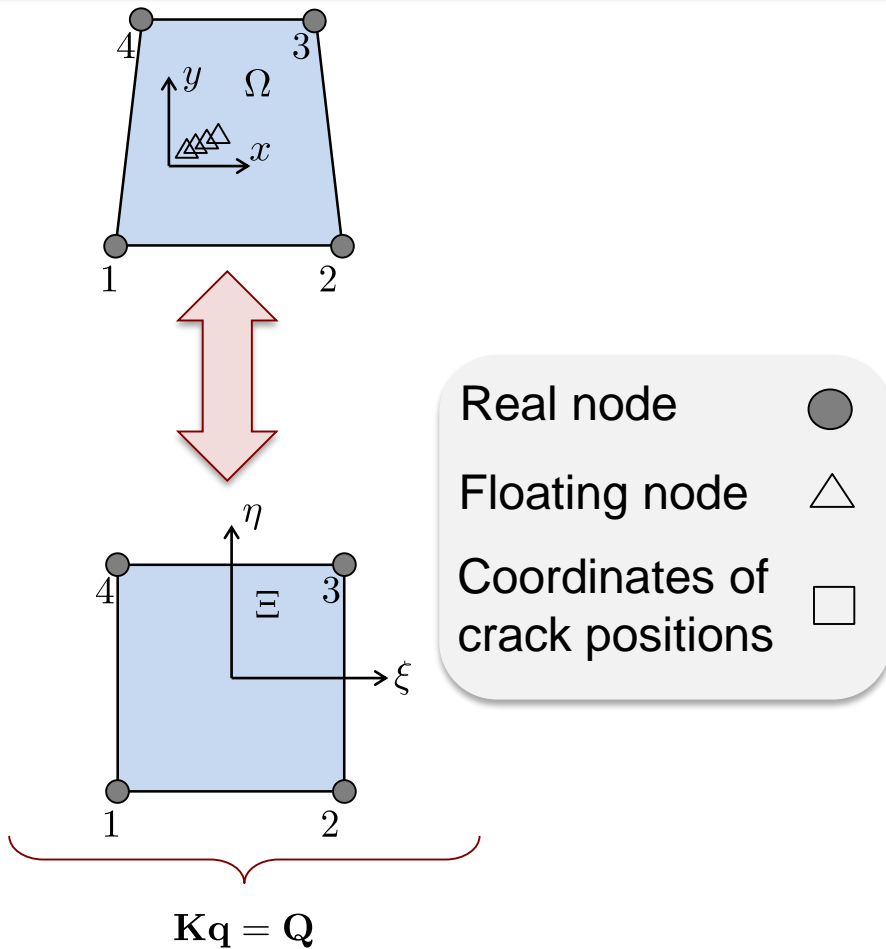 4
3
y
Ω
x
1
2
η
4
3
Ξ
ξ
1
2
Kq = Q
Real node
Floating node
Coordinates of
crack positions